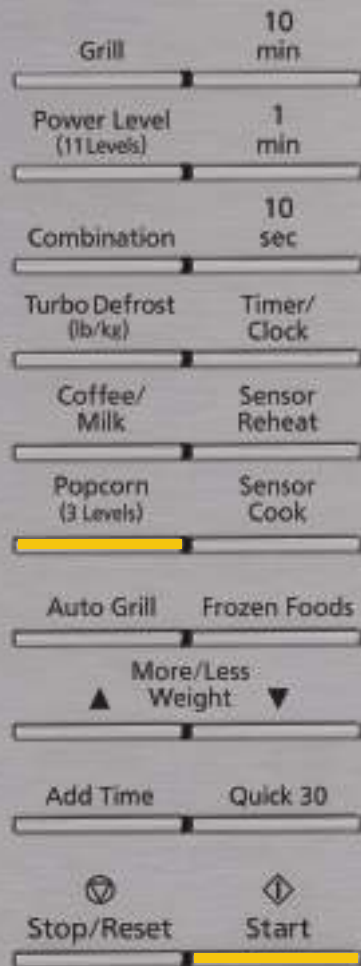 Grill
10
min
Power Level
(11 Levels)
1
min
Combination
10
sec
Turbo Defrost
(lb/kg)
Timer/
Clock
Coffee/
Milk
Sensor
Reheat
Popcorn
(3 Levels)
Sensor
Cook
Auto Grill
Frozen Foods
More/Less
▲ Weight ▼
Add Time
Quick 30
Stop/Reset
Start